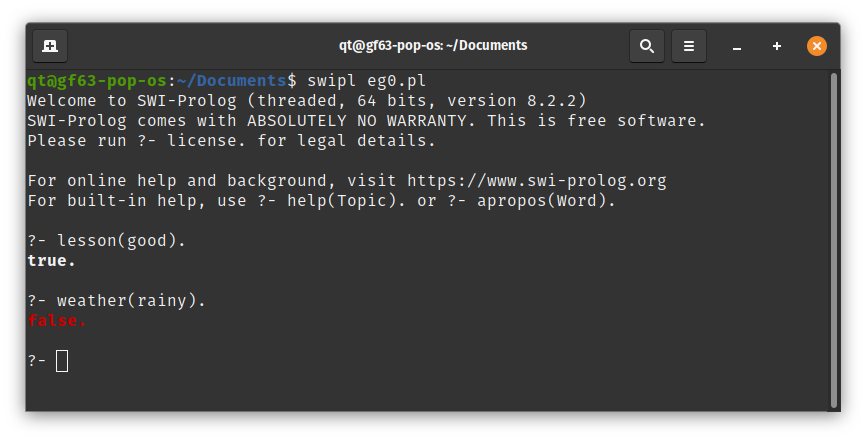 qt@gf63-pop-os: ~/Documents
qt@gf63-pop-os:~/Documents$ swipl eg0.pl
Welcome to SWI-Prolog (threaded, 64 bits, version 8.2.2)
SWI-Prolog comes with ABSOLUTELY NO WARRANTY. This is free software.
Please run ?- license. for legal details.
For online help and background, visit https://www.swi-prolog.org
For built-in help, use ?- help(Topic). or ?- apropos(Word).
?- lesson(good).
true.
?- weather(rainy).
false.
?-